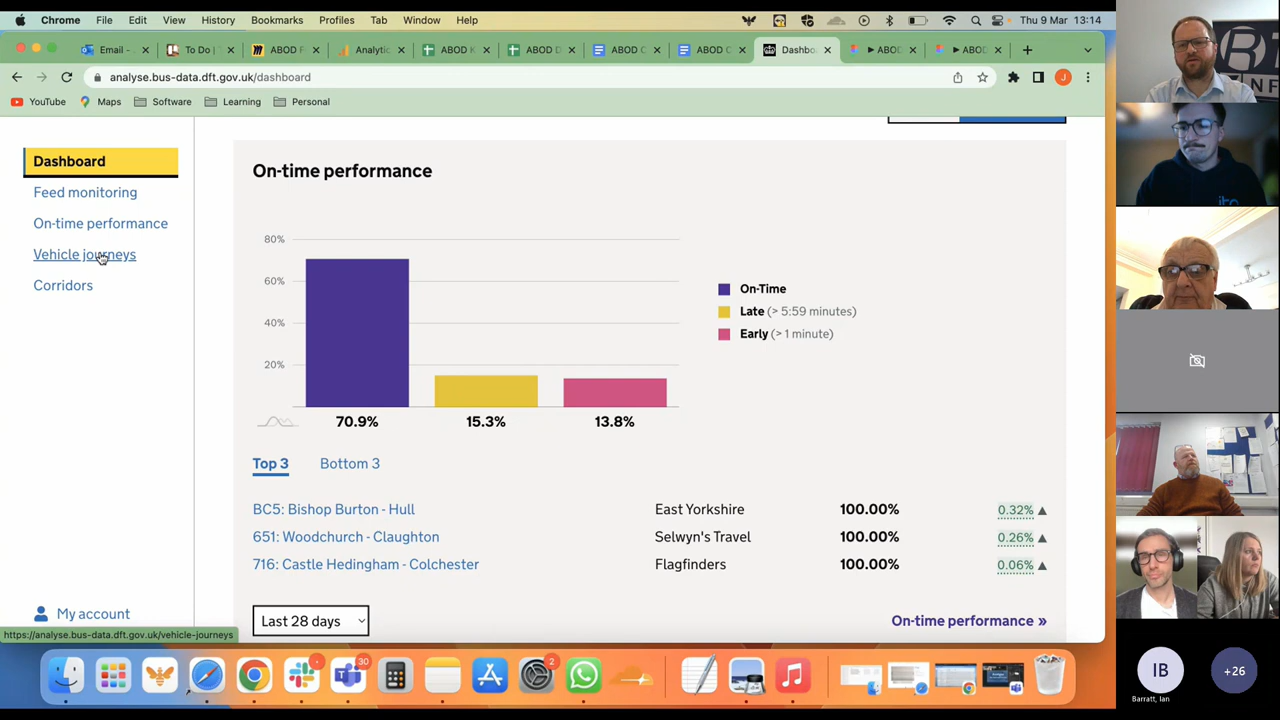 Chrome File Edit View History Bookmarks Profiles Tab Window Help Thu 9 Mar 13:14
Email - To Do | ABOD F Analytic ABOD K ABOD D ABOD C ABOD C Dashbo ABOD ABOD
analyse.bus-data.dft.gov.uk/dashboard J
YouTube Maps Software Learning Personal
Dashboard
Feed monitoring
On-time performance
Vehicle journeys
Corridors
On-time performance
80%
60%
40%
20%
On-Time
Late (> 5:59 minutes)
Early (> 1 minute)
70.9% 15.3% 13.8%
Top 3 Bottom 3
BC5: Bishop Burton - Hull East Yorkshire 100.00% 0.32% ▲
651: Woodchurch - Claughton Selwyn's Travel 100.00% 0.26% ▲
716: Castle Hedingham - Colchester Flagfinders 100.00% 0.06% ▲
Last 28 days On-time performance »
My account
https://analyse.bus-data.dft.gov.uk/vehicle-journeys
30
2
IB
Barratt, Ian
+26